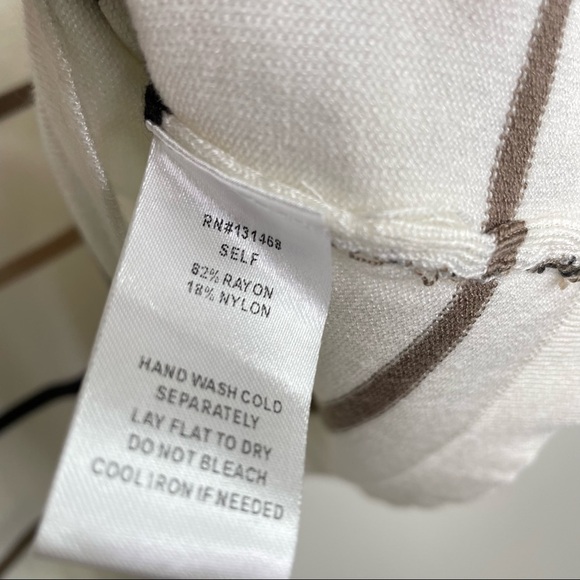 RN#131468
SELF
82% RAYON
18% NYLON
HAND WASH COLD
SEPARATELY
LAY FLAT TO DRY
DO NOT BLEACH
COOL IRON IF NEEDED